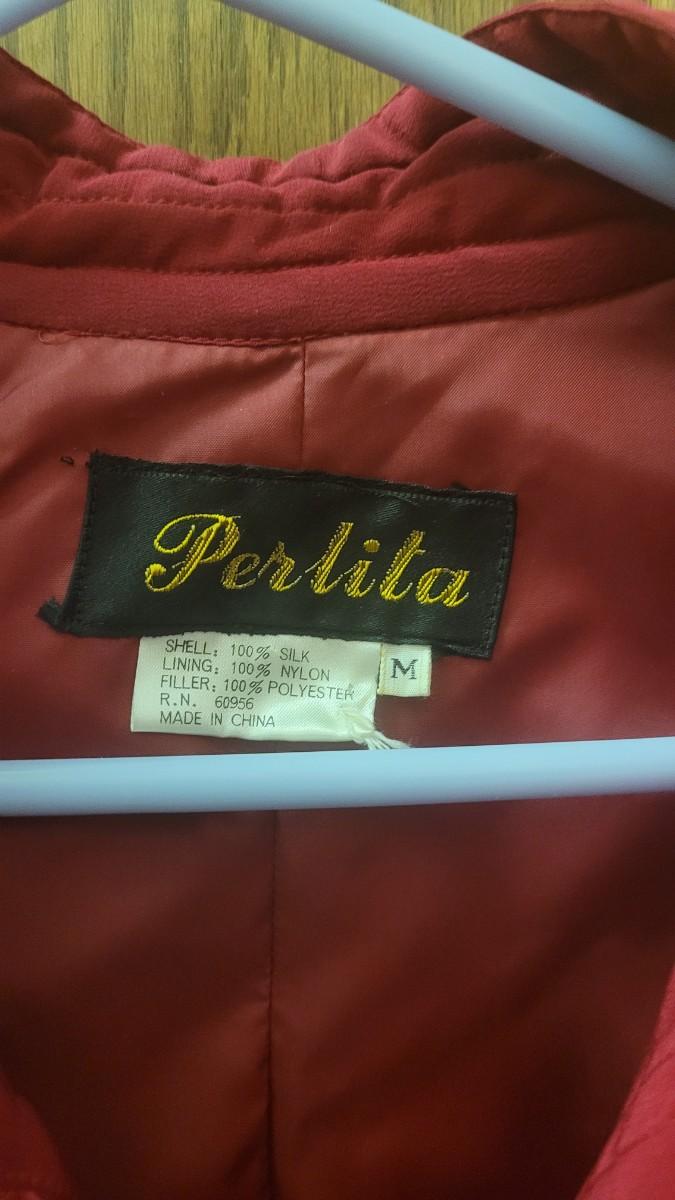 Perlita
SHELL: 100% SILK
LINING: 100% NYLON
FILLER: 100% POLYESTER
R.N. 60956
MADE IN CHINA
M